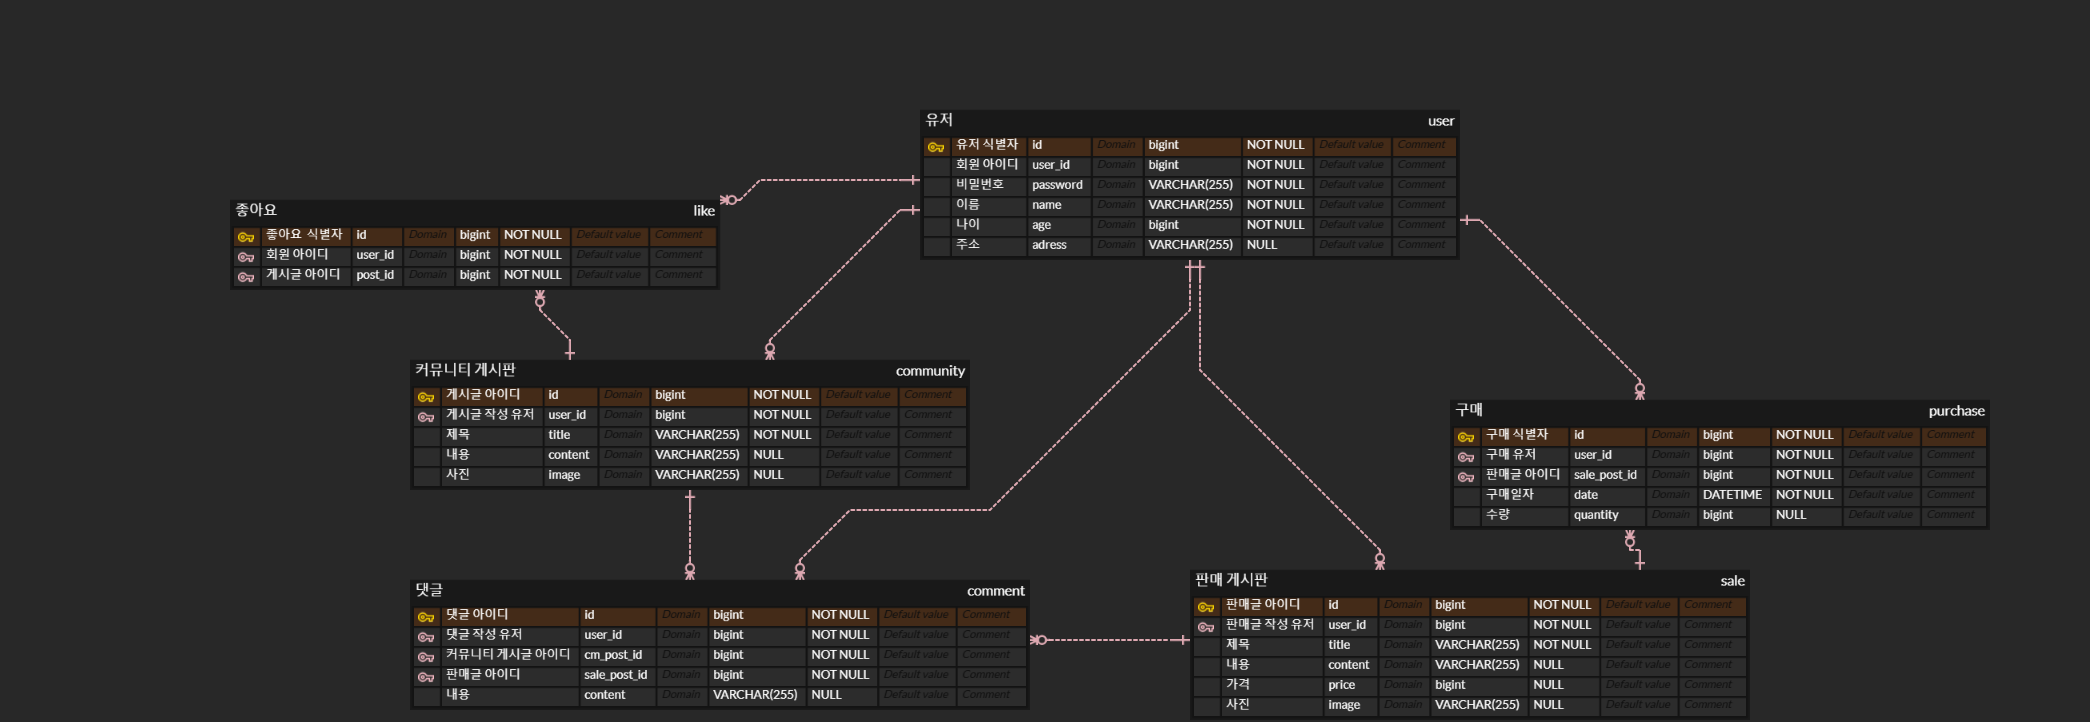 유저 user
유저 식별자 id Domain bigint NOT NULL Default value Comment
회원 아이디 user_id Domain bigint NOT NULL Default value Comment
비밀번호 password Domain VARCHAR(255) NOT NULL Default value Comment
이름 name Domain VARCHAR(255) NOT NULL Default value Comment
나이 age Domain bigint NOT NULL Default value Comment
주소 adress Domain VARCHAR(255) NULL Default value Comment
좋아요 like
좋아요 식별자 id Domain bigint NOT NULL Default value Comment
회원 아이디 user_id Domain bigint NOT NULL Default value Comment
게시글 아이디 post_id Domain bigint NOT NULL Default value Comment
커뮤니티 게시판 community
게시글 아이디 id Domain bigint NOT NULL Default value Comment
게시글 작성 유저 user_id Domain bigint NOT NULL Default value Comment
제목 title Domain VARCHAR(255) NOT NULL Default value Comment
내용 content Domain VARCHAR(255) NULL Default value Comment
사진 image Domain VARCHAR(255) NULL Default value Comment
구매 purchase
구매 식별자 id Domain bigint NOT NULL Default value Comment
구매 유저 user_id Domain bigint NOT NULL Default value Comment
판매글 아이디 sale_post_id Domain bigint NOT NULL Default value Comment
구매일자 date Domain DATETIME NOT NULL Default value Comment
수량 quantity Domain bigint NULL Default value Comment
댓글 comment
댓글 아이디 id Domain bigint NOT NULL Default value Comment
댓글 작성 유저 user_id Domain bigint NOT NULL Default value Comment
커뮤니티 게시글 아이디 cm_post_id Domain bigint NOT NULL Default value Comment
판매글 아이디 sale_post_id Domain bigint NOT NULL Default value Comment
내용 content Domain VARCHAR(255) NULL Default value Comment
판매 게시판 sale
판매글 아이디 id Domain bigint NOT NULL Default value Comment
판매글 작성 유저 user_id Domain bigint NOT NULL Default value Comment
제목 title Domain VARCHAR(255) NOT NULL Default value Comment
내용 content Domain VARCHAR(255) NULL Default value Comment
가격 price Domain bigint NULL Default value Comment
사진 image Domain VARCHAR(255) NULL Default value Comment